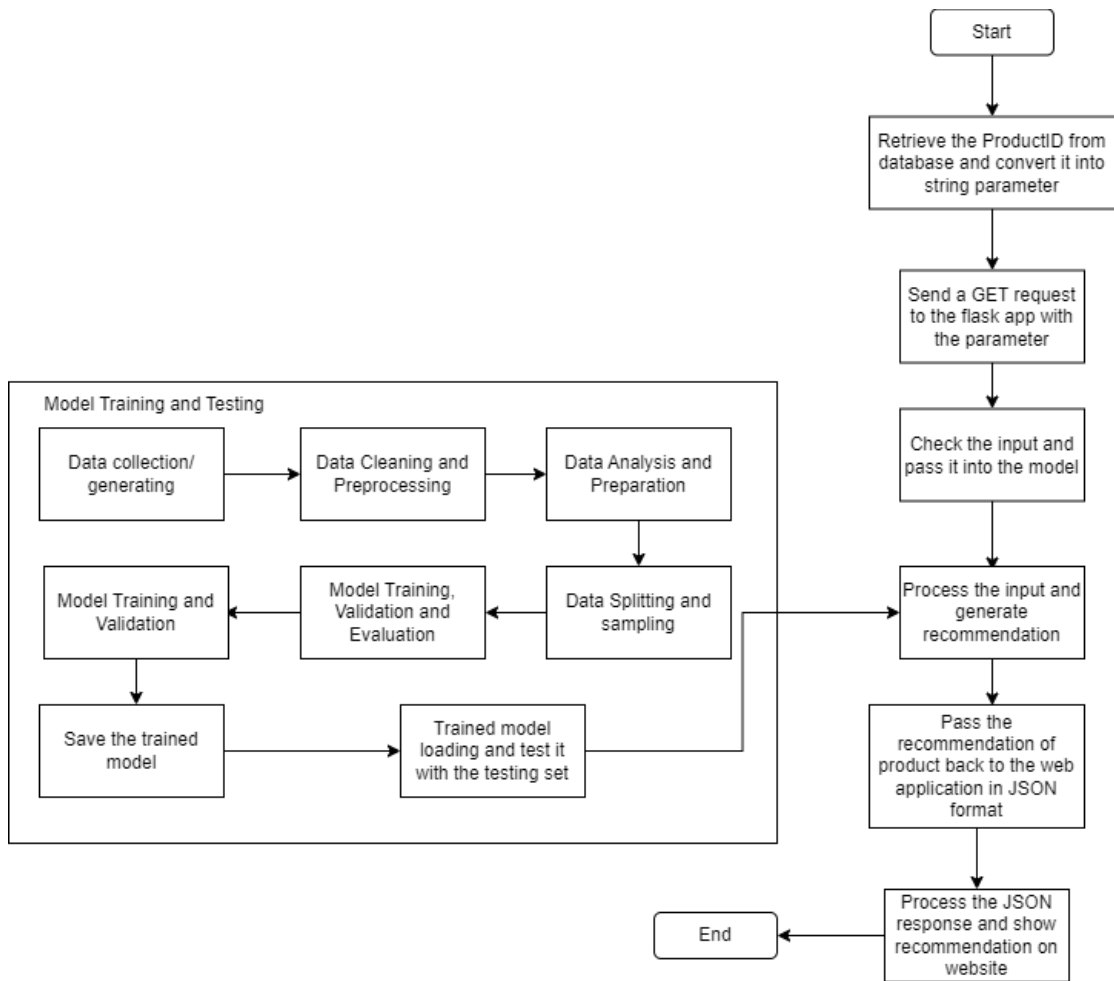 Start
Retrieve the ProductID from
database and convert it into
string parameter
Send a GET request
to the flask app with
the parameter
Check the input and
pass it into the model
Process the input and
generate
recommendation
Pass the
recommendation of
product back to the web
application in JSON
format
Process the JSON
response and show
recommendation on
website
End
Model Training and Testing
Data collection/
generating
Data Cleaning and
Preprocessing
Data Analysis and
Preparation
Data Splitting and
sampling
Model Training,
Validation and
Evaluation
Model Training and
Validation
Save the trained
model
Trained model
loading and test it
with the testing set